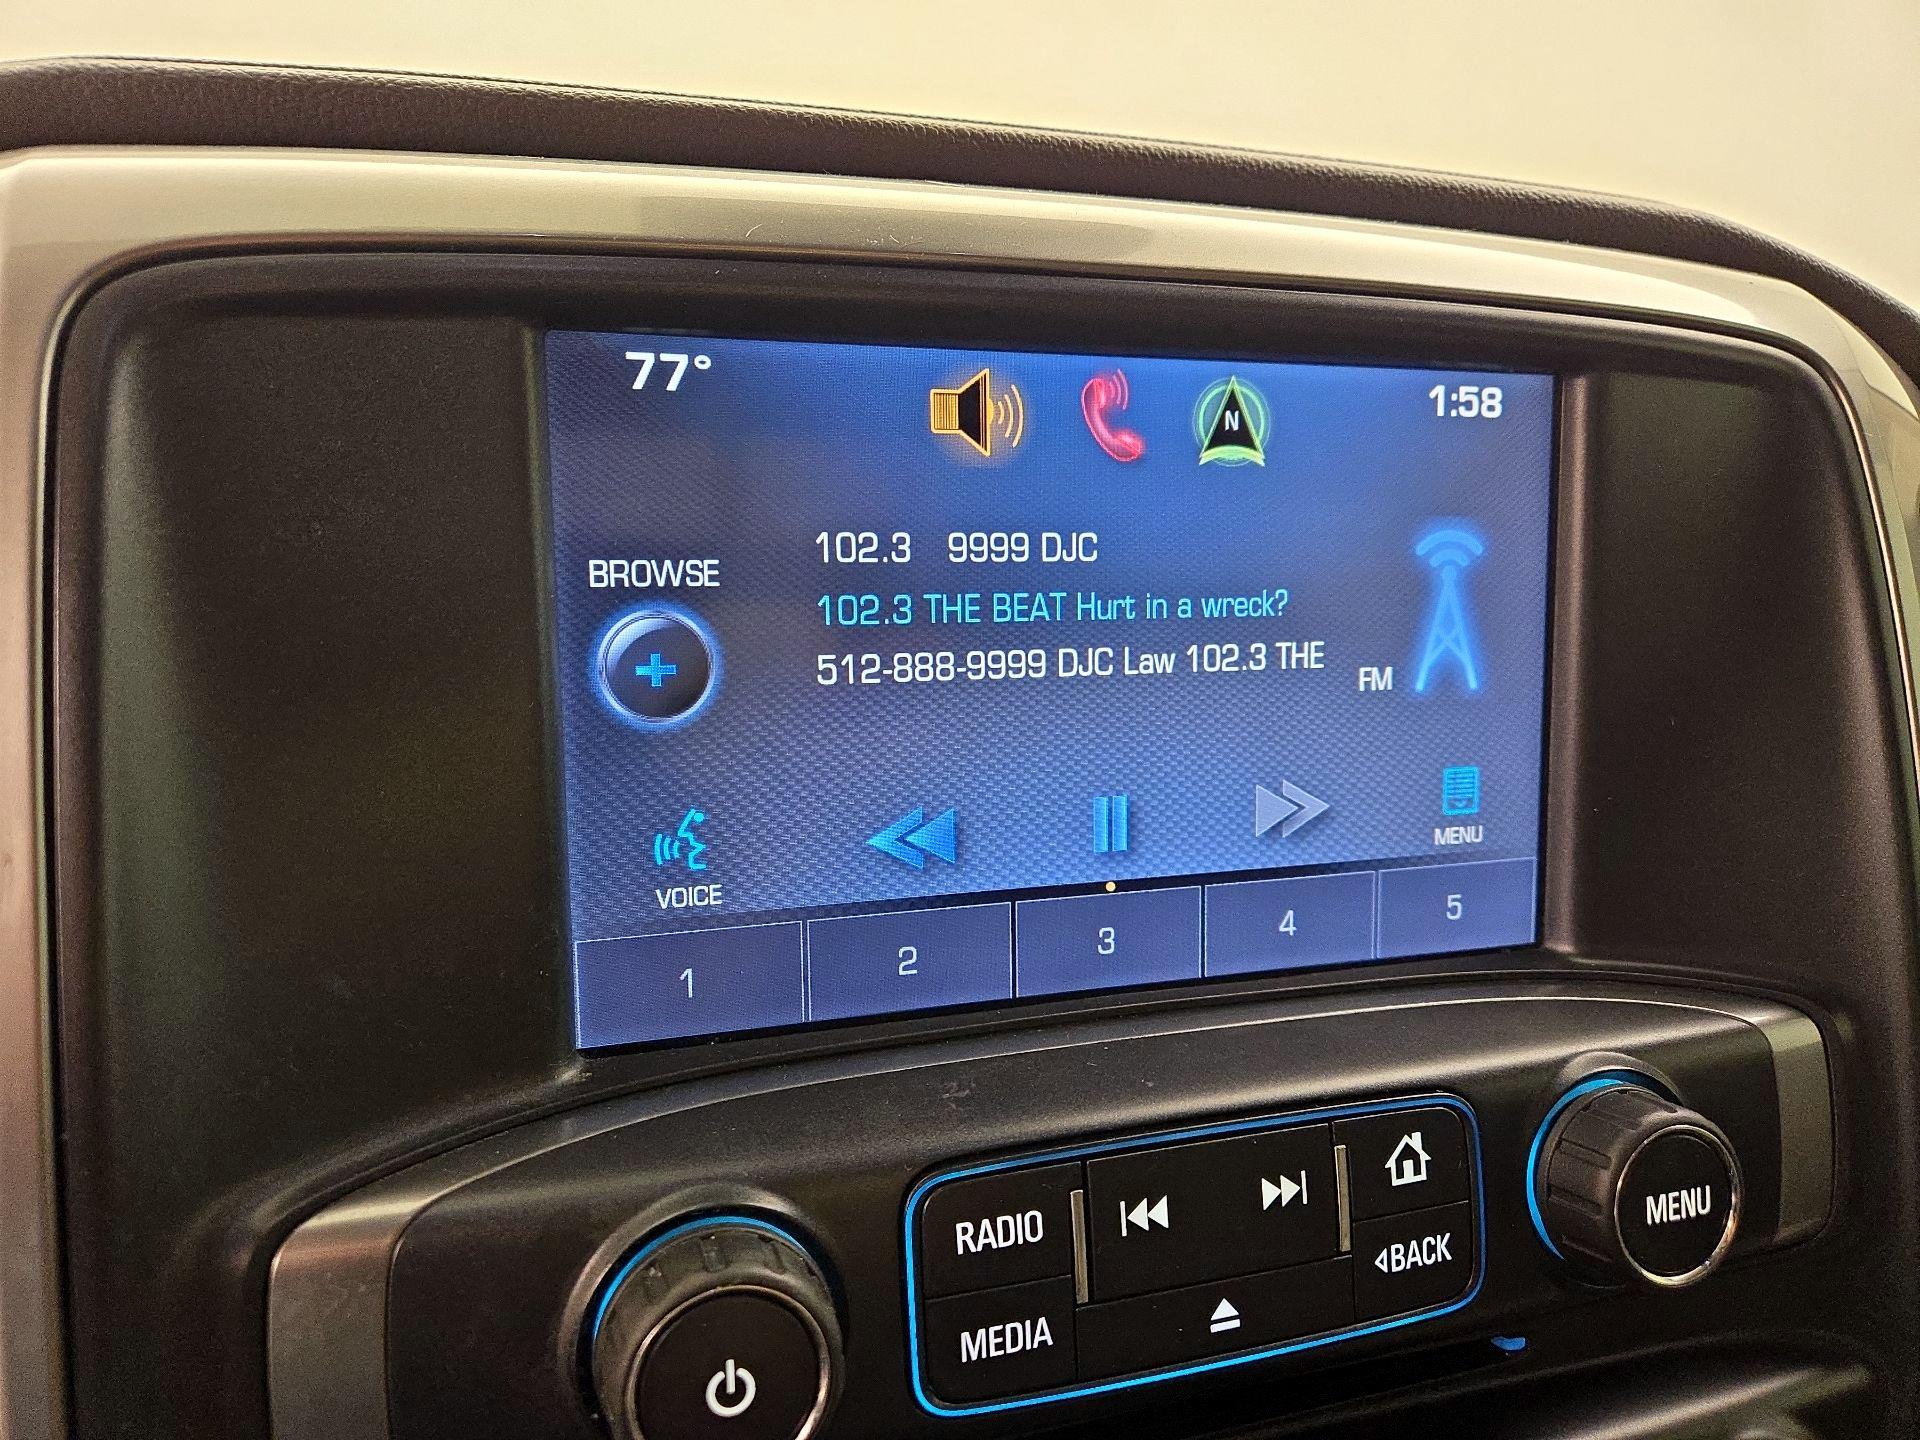 77°
N
1:58
102.3 9999 DJC
BROWSE
102.3 THE BEAT Hurt in a wreck?
512-888-9999 DJC Law 102.3 THE
FM
VOICE
MENU
1 2 3 4 5
RADIO
MEDIA
BACK
MENU